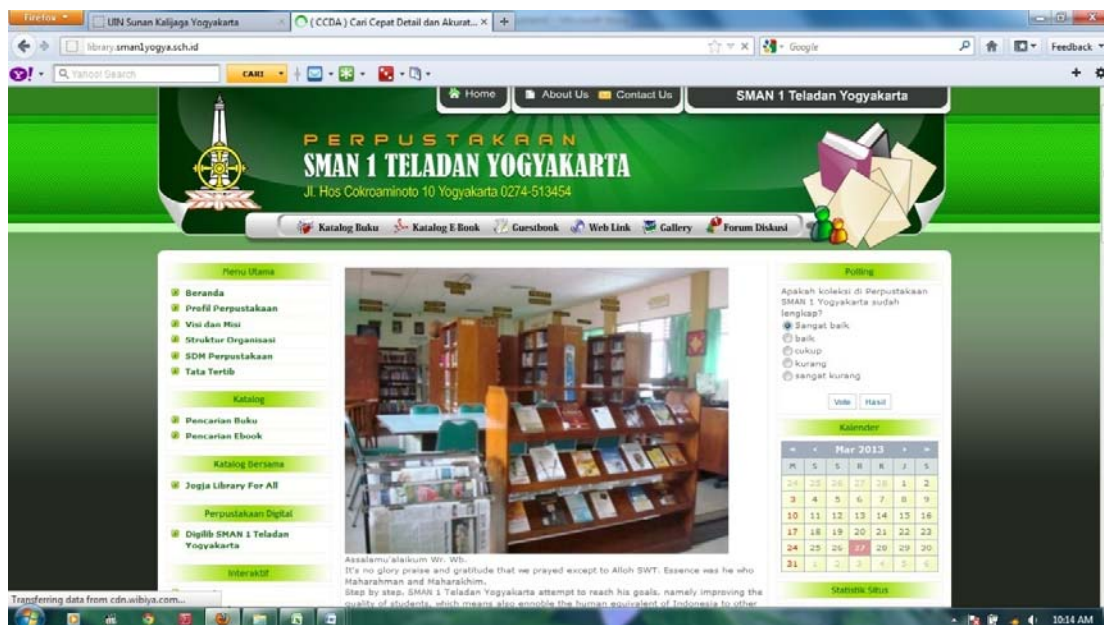 Firefox
UIN Sunan Kalijaga Yogyakarta
( CCDA ) Cari Cepat Detail dan Akurat...
library.sman1yogya.sch.id
Google
Feedback
Yahoo! Search
CARI
Home
About Us
Contact Us
SMAN 1 Teladan Yogyakarta
PERPUSTAKAAN
SMAN 1 TELADAN YOGYAKARTA
Jl. Hos Cokroaminoto 10 Yogyakarta 0274-513454
Katalog Buku
Katalog E-Book
Guestbook
Web Link
Gallery
Forum Diskusi
Menu Utama
Beranda
Profil Perpustakaan
Visi dan Misi
Struktur Organisasi
SDM Perpustakaan
Tata Tertib
Katalog
Pencarian Buku
Pencarian Ebook
Katalog Bersama
Jogja Library For All
Perpustakaan Digital
Digilib SMAN 1 Teladan
Yogyakarta
Interaktif
Assalamu'alaikum Wr. Wb.
It's no glory praise and gratitude that we prayed except to Alloh SWT. Essence was he who
Maharahman and Maharakhim.
Step by step, SMAN 1 Teladan Yogyakarta attempt to reach his goals, namely improving the
quality of students, which means also ennoble the human equivalent of Indonesia to other
Polling
Apakah koleksi di Perpustakaan
SMAN 1 Yogyakarta sudah
lengkap?
Sangat baik
baik
cukup
kurang
sangat kurang
Vote
Hasil
Kalender
Mar 2013
M S S R K J S
24 25 26 27 28 1 2
3 4 5 6 7 8 9
10 11 12 13 14 15 16
17 18 19 20 21 22 23
24 25 26 27 28 29 30
31 1 2 3 4 5 6
Statistik Situs
Transferring data from cdn.wibiya.com...
10:14 AM